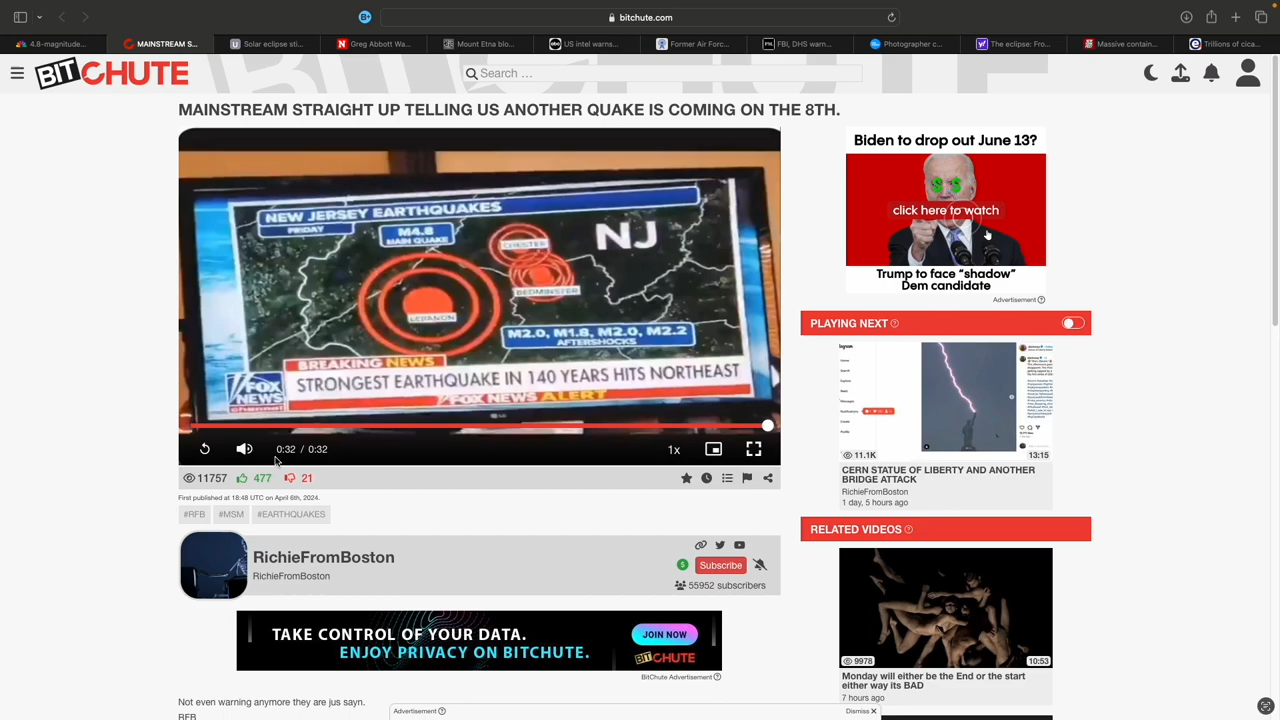 bitchute.com
4.8-magnitude...
MAINSTREAM S...
Solar eclipse sti...
Greg Abbott Wa...
Mount Etna blo...
US intel warns...
Former Air Forc...
FBI, DHS warn...
Photographer c...
The eclipse: Fro...
Massive contain...
Trillions of cica...
BITCHUTE
Search ...
MAINSTREAM STRAIGHT UP TELLING US ANOTHER QUAKE IS COMING ON THE 8TH.
NEW JERSEY EARTHQUAKES
FRIDAY
M4.8
MAIN QUAKE
NJ
CHESTER
BEDMINSTER
LEBANON
M2.0, M1.8, M2.0, M2.2
AFTERSHOCKS
NEWS
STRONGEST EARTHQUAKE IN 140 YEARS HITS NORTHEAST
FOX
NEWS
channel
0:32 / 0:32
1x
11757 477 21
First published at 18:48 UTC on April 6th, 2024.
#RFB #MSM #EARTHQUAKES
RichieFromBoston
RichieFromBoston
Subscribe
55952 subscribers
TAKE CONTROL OF YOUR DATA.
ENJOY PRIVACY ON BITCHUTE.
JOIN NOW
BITCHUTE
BitChute Advertisement
Not even warning anymore they are jus sayn.
RFB
Advertisement
Dismiss X
Biden to drop out June 13?
click here to watch
Trump to face “shadow”
Dem candidate
Advertisement
PLAYING NEXT
11.1K
13:15
CERN STATUE OF LIBERTY AND ANOTHER
BRIDGE ATTACK
RichieFromBoston
1 day, 5 hours ago
RELATED VIDEOS
9978
10:53
Monday will either be the End or the start
either way its BAD
7 hours ago